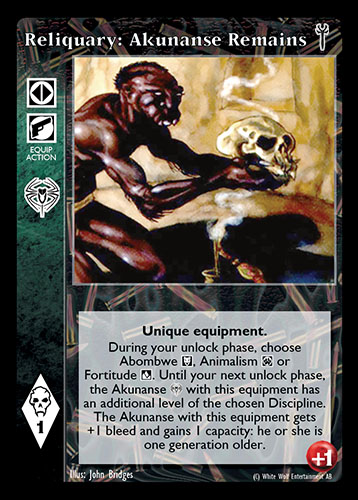 Reliquary: Akunanse Remains
EQUIP
ACTION
Unique equipment.
During your unlock phase, choose
Abombwe, Animalism or
Fortitude. Until your next unlock phase,
the Akunanse with this equipment has
an additional level of the chosen Discipline.
The Akunanse with this equipment gets
+1 bleed and gains 1 capacity: he or she is
one generation older.
1
+1
Illus: John Bridges
(C) White Wolf Entertainment AB